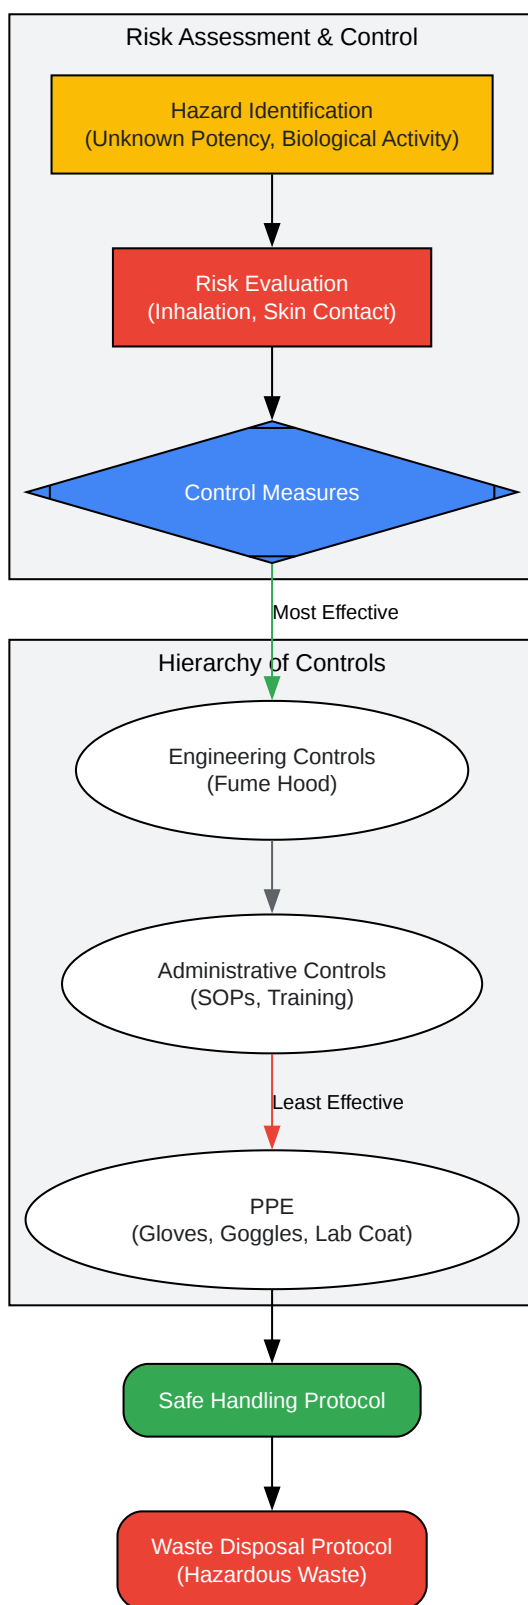 Risk Assessment & Control
Hazard Identification
(Unknown Potency, Biological Activity)
Risk Evaluation
(Inhalation, Skin Contact)
Control Measures
Most Effective
Hierarchy of Controls
Engineering Controls
(Fume Hood)
Administrative Controls
(SOPs, Training)
Least Effective
PPE
(Gloves, Goggles, Lab Coat)
Safe Handling Protocol
Waste Disposal Protocol
(Hazardous Waste)